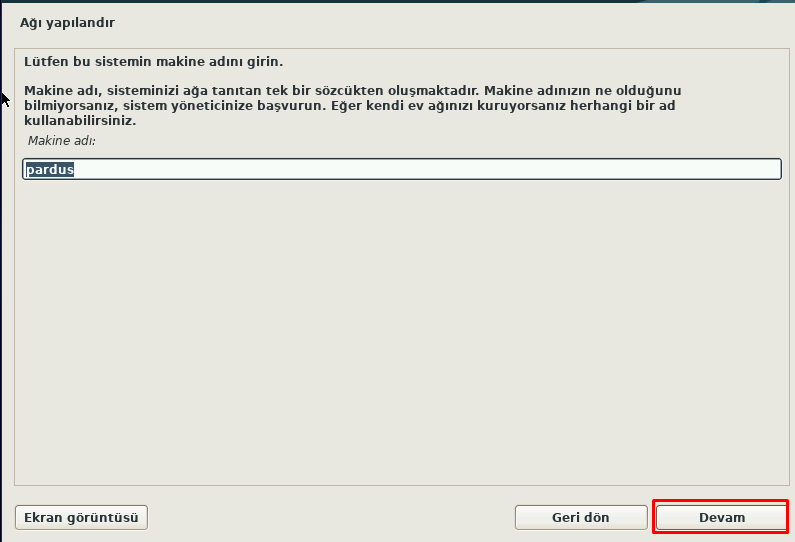 Ağı yapılandır
Lütfen bu sistemin makine adını girin.
Makine adı, sisteminizi ağa tanıtan tek bir sözcükten oluşmaktadır. Makine adınızın ne olduğunu
bilmiyorsanız, sistem yöneticinize başvurun. Eğer kendi ev ağınızı kuruyorsanız herhangi bir ad
kullanabilirsiniz.
Makine adı:
pardus
Ekran görüntüsü
Geri dön
Devam